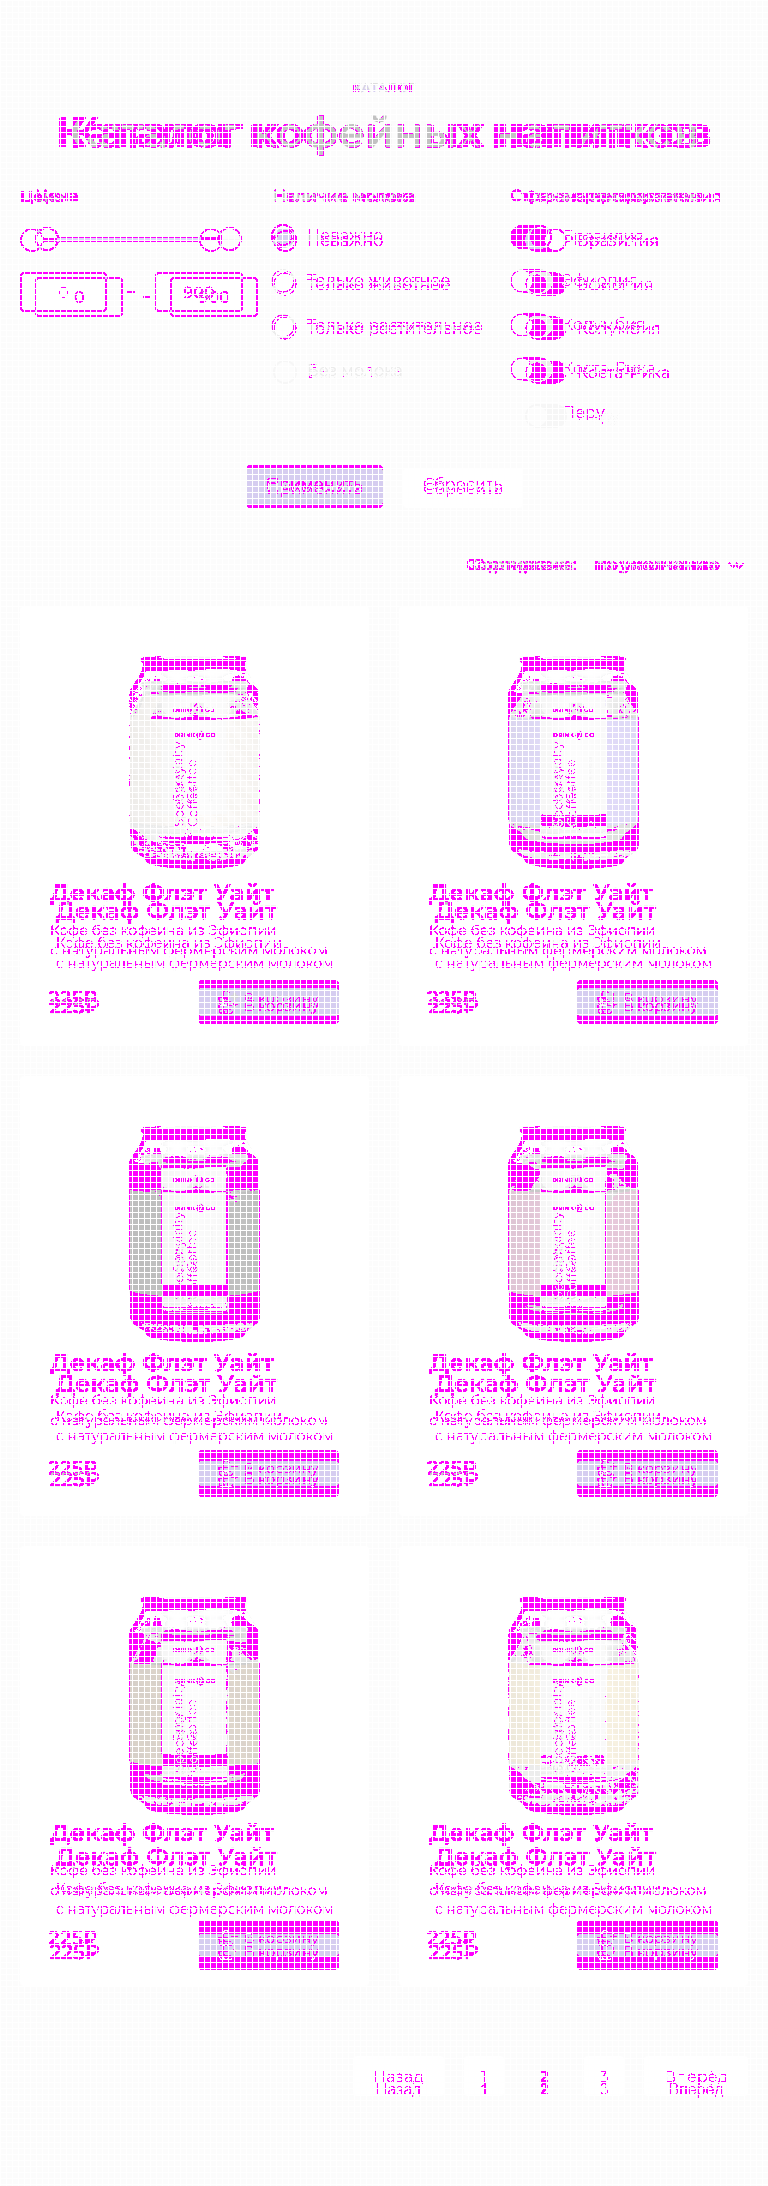 каталог
Каталог кофейных напитков
Цена
Наличие молока
Страна произрастания
Неважно
Бразилия
0
900
Только животное
Эфиопия
Только растительное
Колумбия
Без молока
Коста-Рика
Перу
Применить
Сбросить
Декаф Флэт Уайт
Декаф Флэт Уайт
Кофе без кофеина из Эфиопии
с натуральным фермерским молоком
Кофе без кофеина из Эфиопии
с натуральным фермерским молоком
225₽
В корзину
225₽
В корзину
Декаф Флэт Уайт
Декаф Флэт Уайт
Кофе без кофеина из Эфиопии
с натуральным фермерским молоком
Кофе без кофеина из Эфиопии
с натуральным фермерским молоком
225₽
В корзину
225₽
В корзину
Декаф Флэт Уайт
Декаф Флэт Уайт
Кофе без кофеина из Эфиопии
с натуральным фермерским молоком
Кофе без кофеина из Эфиопии
с натуральным фермерским молоком
225₽
В корзину
225₽
В корзину
Назад
1
2
3
Вперёд